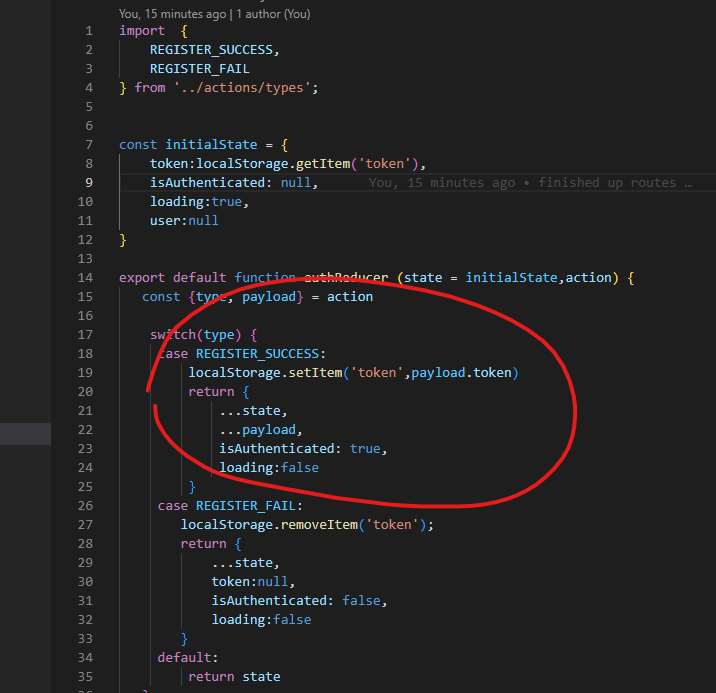 You, 15 minutes ago | 1 author (You)
1 import  {
2     REGISTER_SUCCESS,
3     REGISTER_FAIL
4 } from '../actions/types';
5
6
7 const initialState = {
8     token:localStorage.getItem('token'),
9     isAuthenticated: null,     You, 15 minutes ago • finished up routes …
10     loading:true,
11     user:null
12 }
13
14 export default function authReducer (state = initialState,action) {
15    const {type, payload} = action
16
17     switch(type) {
18      case REGISTER_SUCCESS:
19          localStorage.setItem('token',payload.token)
20          return {
21              ...state,
22              ...payload,
23              isAuthenticated: true,
24              loading:false
25          }
26      case REGISTER_FAIL:
27         localStorage.removeItem('token');
28         return {
29             ...state,
30             token:null,
31             isAuthenticated: false,
32             loading:false
33         }
34      default:
35          return state